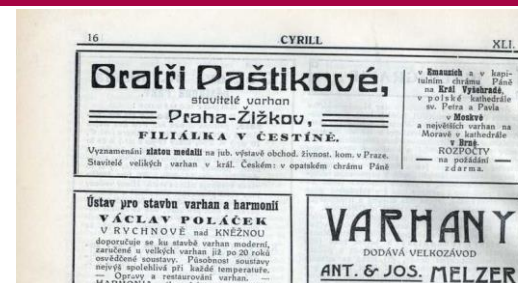 16 CYRILL XLI.
Bratři Paštikové,
stavitelé varhan
Praha-Žižkov,
FILIÁLKA V ČESTÍNĚ.
Vyznamenáni zlatou medailí na jub. výstavě obchod. živnost. kom. v Praze.
Stavitelé velikých varhan v král. Českém: v opatském chrámu Páně
v Emauzích a v kapi-
tulním chrámu Páně
na Král Vyšehradě,
v polské kathedrále
sv. Petra a Pavla
v Moskvě
a největších varhan na
Moravě v kathedrále
v Brně.
ROZPOČTY
na požádání
zdarma.
Ústav pro stavbu varhan a harmonií
VÁCLAV POLÁČEK
V RYCHNOVĚ nad KNĚŽNOU
doporučuje se ku stavbě varhan moderní,
zaručené u velkých varhan již po 20 roků
osvědčené soustavy. Působnost soustavy
nejvýš spolehlivá při každé temperatuře.
— Opravy a restaurování varhan. —
VARHANY
DODÁVÁ VELKOZÁVOD
ANT. & JOS. MELZER